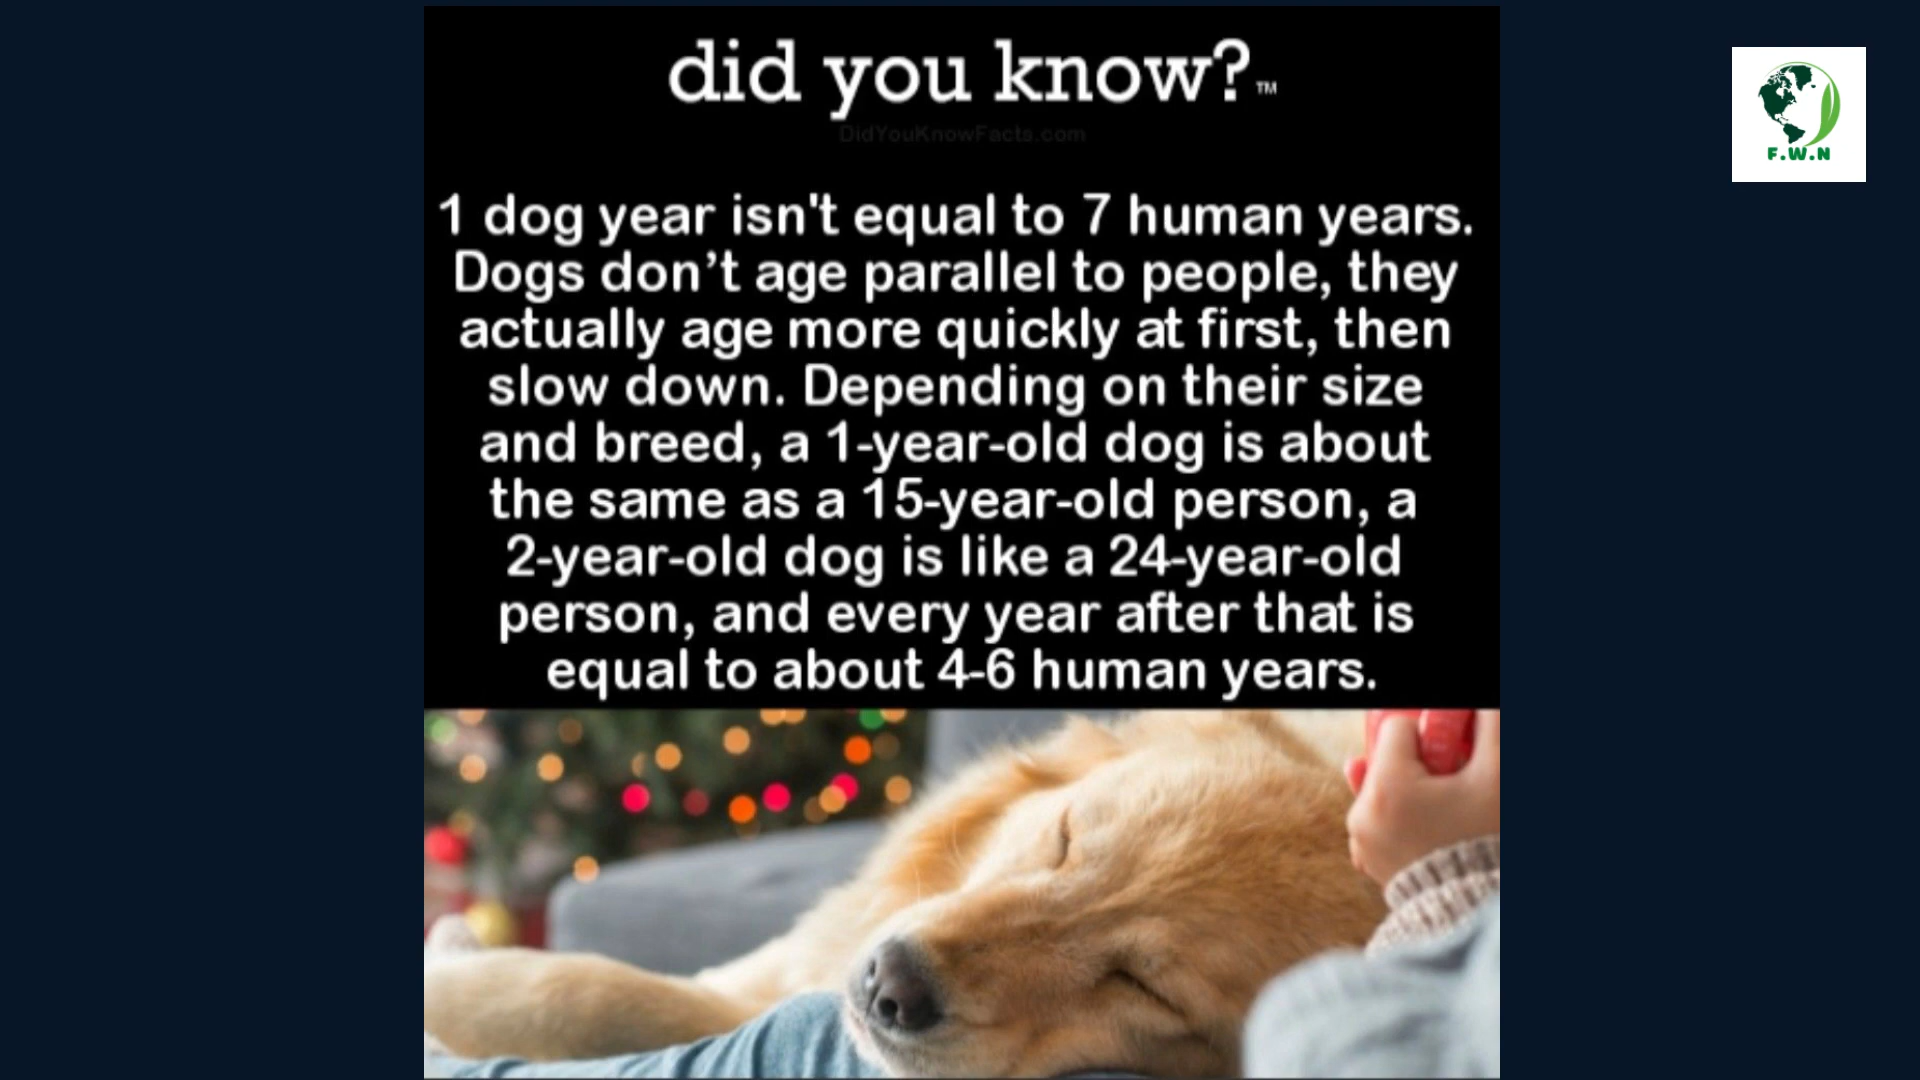 did you know?™
DidYouKnowFacts.com
F.W.N
1 dog year isn't equal to 7 human years.
Dogs don’t age parallel to people, they
actually age more quickly at first, then
slow down. Depending on their size
and breed, a 1-year-old dog is about
the same as a 15-year-old person, a
2-year-old dog is like a 24-year-old
person, and every year after that is
equal to about 4-6 human years.